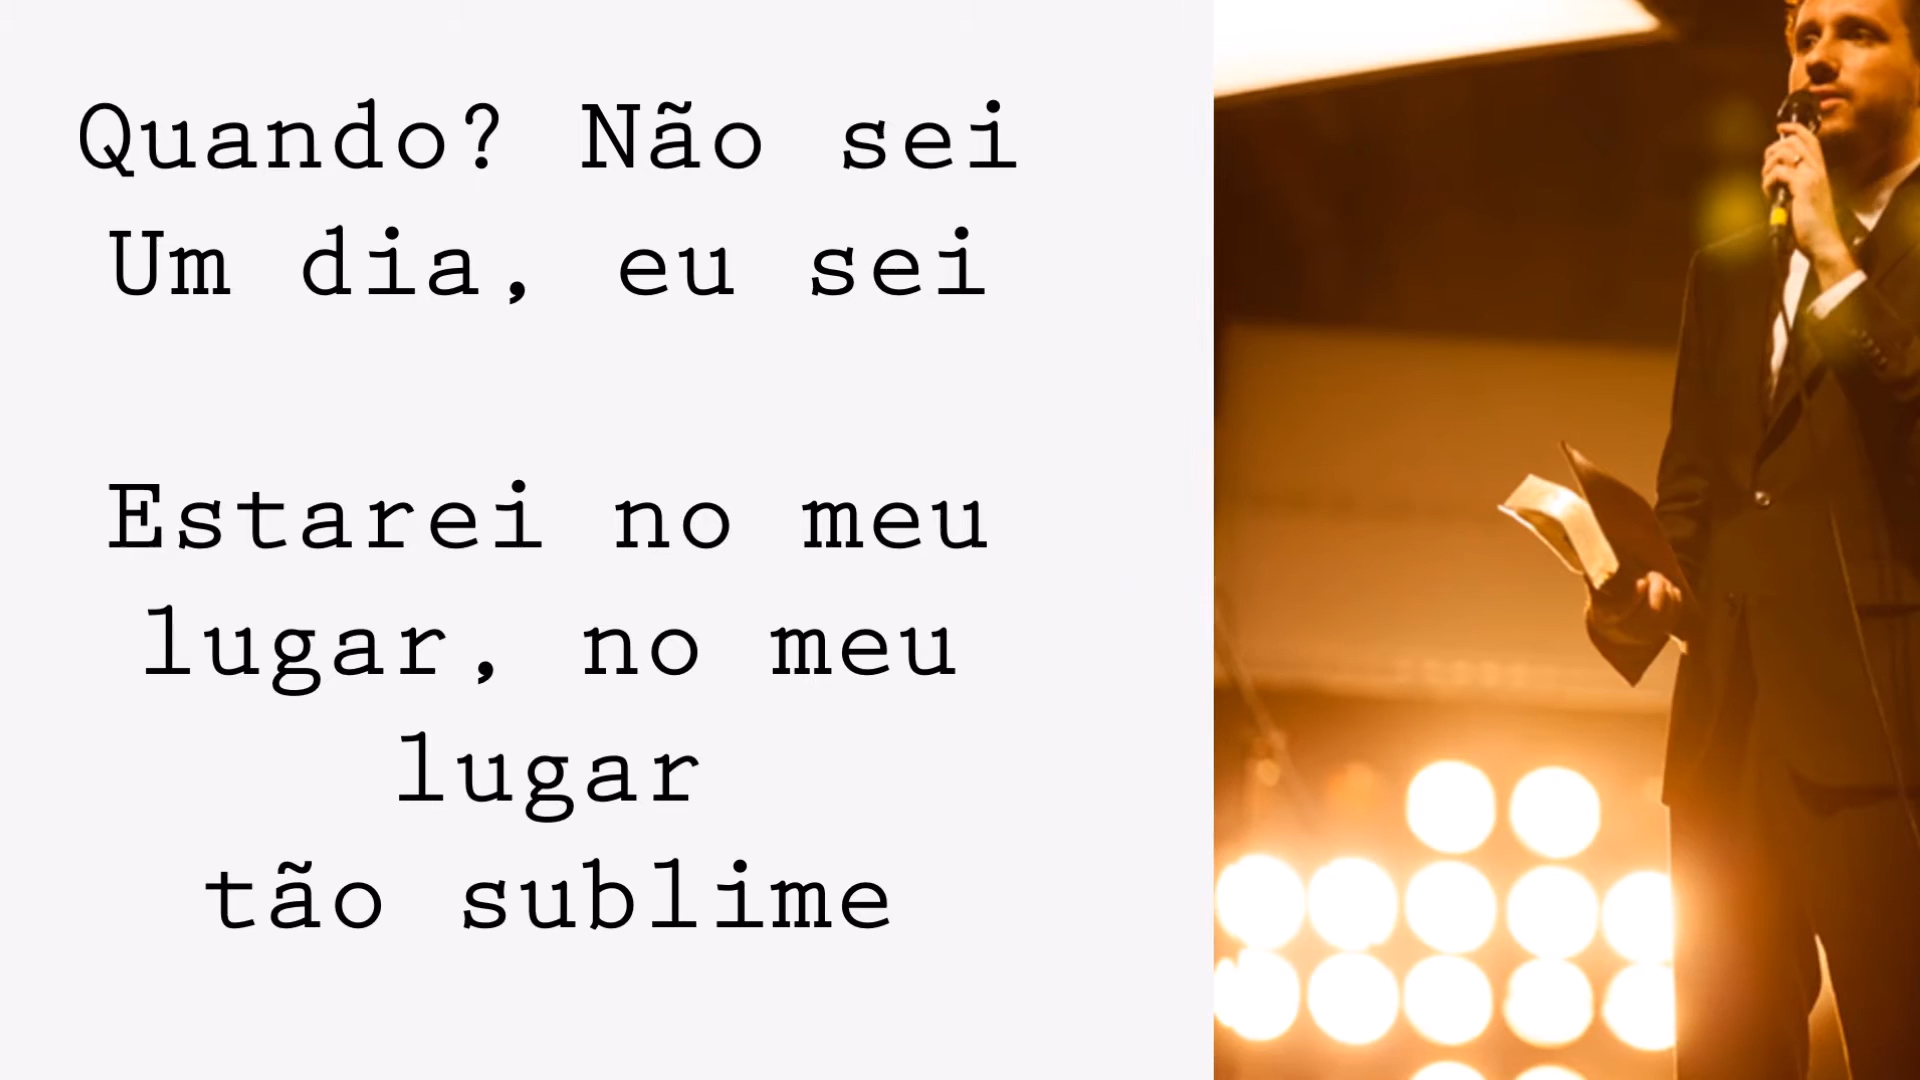 Quando? Não sei
Um dia, eu sei
Estarei no meu
lugar, no meu
lugar
tão sublime